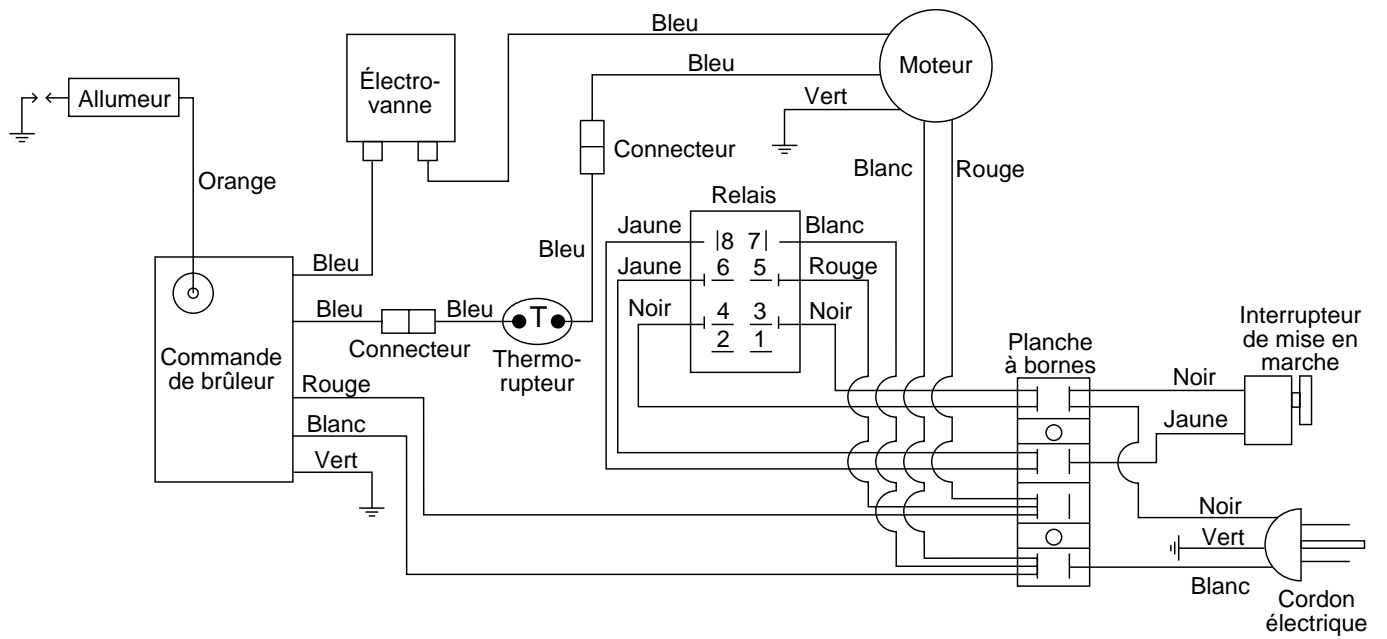 Bleu
Bleu
Moteur
Électro-
vanne
Allumeur
Vert
Connecteur
Blanc
Rouge
Orange
Relais
Jaune
8 7
Blanc
Bleu
Bleu
Jaune
6 5
Rouge
Bleu
Bleu
T
Noir
4 3
Noir
2 1
Connecteur
Thermo-
rupteur
Commande
de brûleur
Planche
à bornes
Interrupteur
de mise en
marche
Noir
Rouge
Jaune
Blanc
Vert
Noir
Vert
Blanc
Cordon
électrique